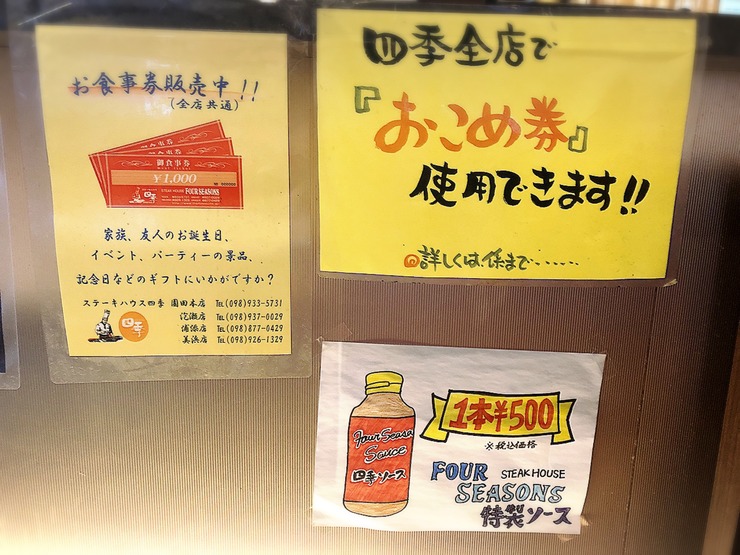 お食事券販売中!!
(全店共通)
御食事券
¥1,000
STEAK HOUSE FOUR SEASONS
家族、友人のお誕生日、
イベント、パーティーの景品、
記念日などのギフトにいかがですか?
ステーキハウス四季 園田本店 TEL(098)933-5731
泡瀬店 TEL(098)937-0029
浦添店 TEL(098)877-0429
美浜店 TEL(098)926-1329
四季
四季全店で
『おこめ券』
使用できます!!
詳しくは係まで……
1本¥500
※税込価格
Four Season
Sauce
四季ソース
FOUR STEAK HOUSE
SEASONS
特製ソース